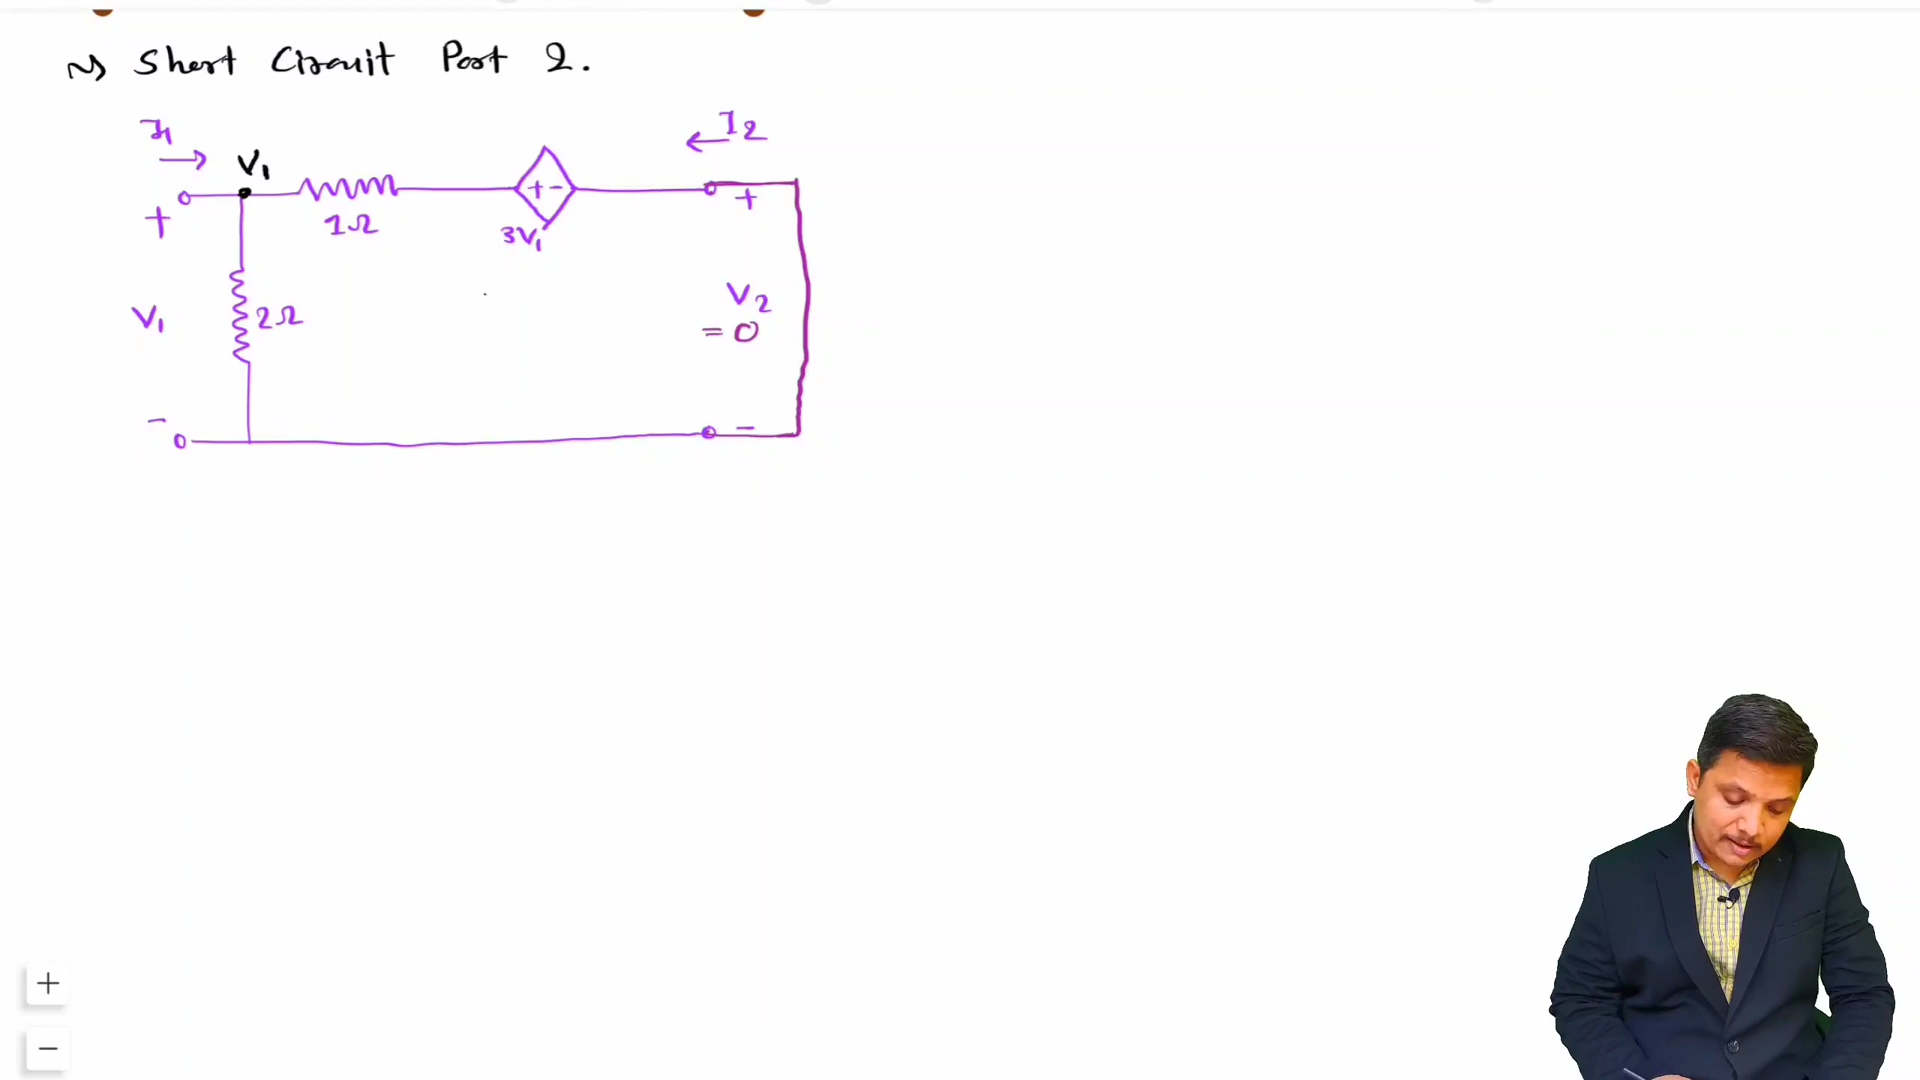 ~> Short Circuit Port 2.
I1 → V1 ← I2
+ 1Ω + - 3V1 +
V1 2Ω V2
= 0
- -
+
−